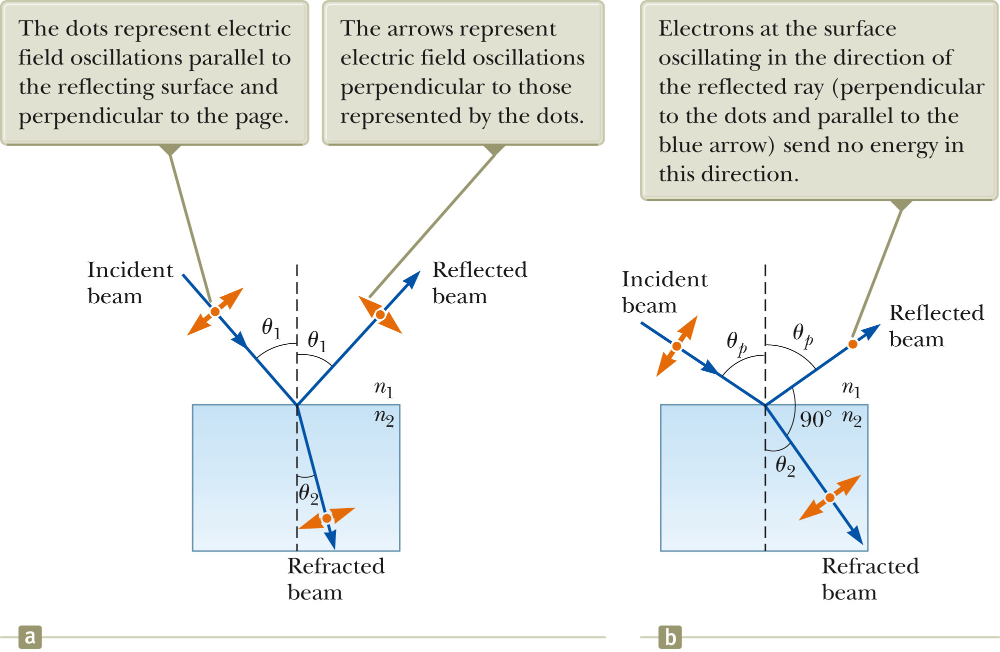 The dots represent electric
field oscillations parallel to
the reflecting surface and
perpendicular to the page.
The arrows represent
electric field oscillations
perpendicular to those
represented by the dots.
Electrons at the surface
oscillating in the direction of
the reflected ray (perpendicular
to the dots and parallel to the
blue arrow) send no energy in
this direction.
Incident
beam
Reflected
beam
θ1
θ1
n1
n2
θ2
Refracted
beam
Incident
beam
Reflected
beam
θp
θp
n1
90° n2
θ2
Refracted
beam
a
b